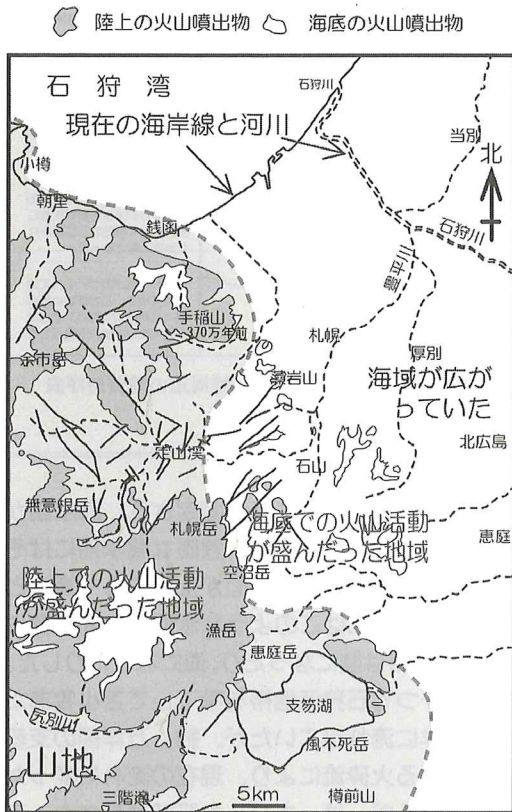 陸上の火山噴出物 海底の火山噴出物
石狩湾
石狩川
現在の海岸線と河川
当別
北
小樽
朝里
銭函
石狩川
豊平川
手稲山
370万年前
札幌
厚別
余市岳
藻岩山
海域が広が
っていた
定山渓
石山
北広島
無意根岳
札幌岳
海底での火山活動
が盛んだった地域
恵庭
陸上での火山活動
が盛んだった地域
空沼岳
漁岳
恵庭岳
支笏湖
尻別川
風不死岳
山地
三階滝
5km
樽前山